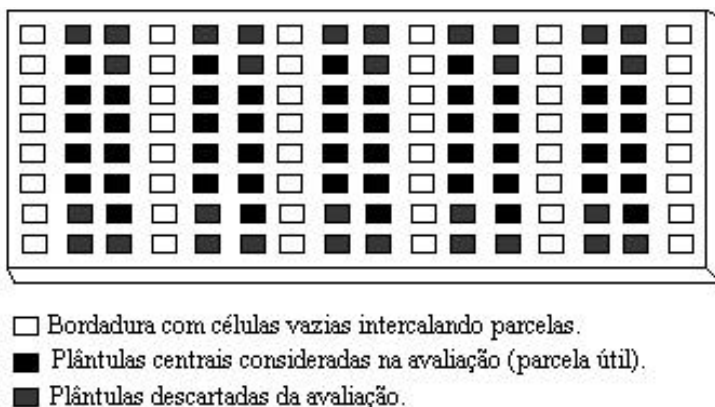 Bordadura com células vazias intercalando parcelas.
Plântulas centrais consideradas na avaliação (parcela útil).
Plântulas descartadas da avaliação.